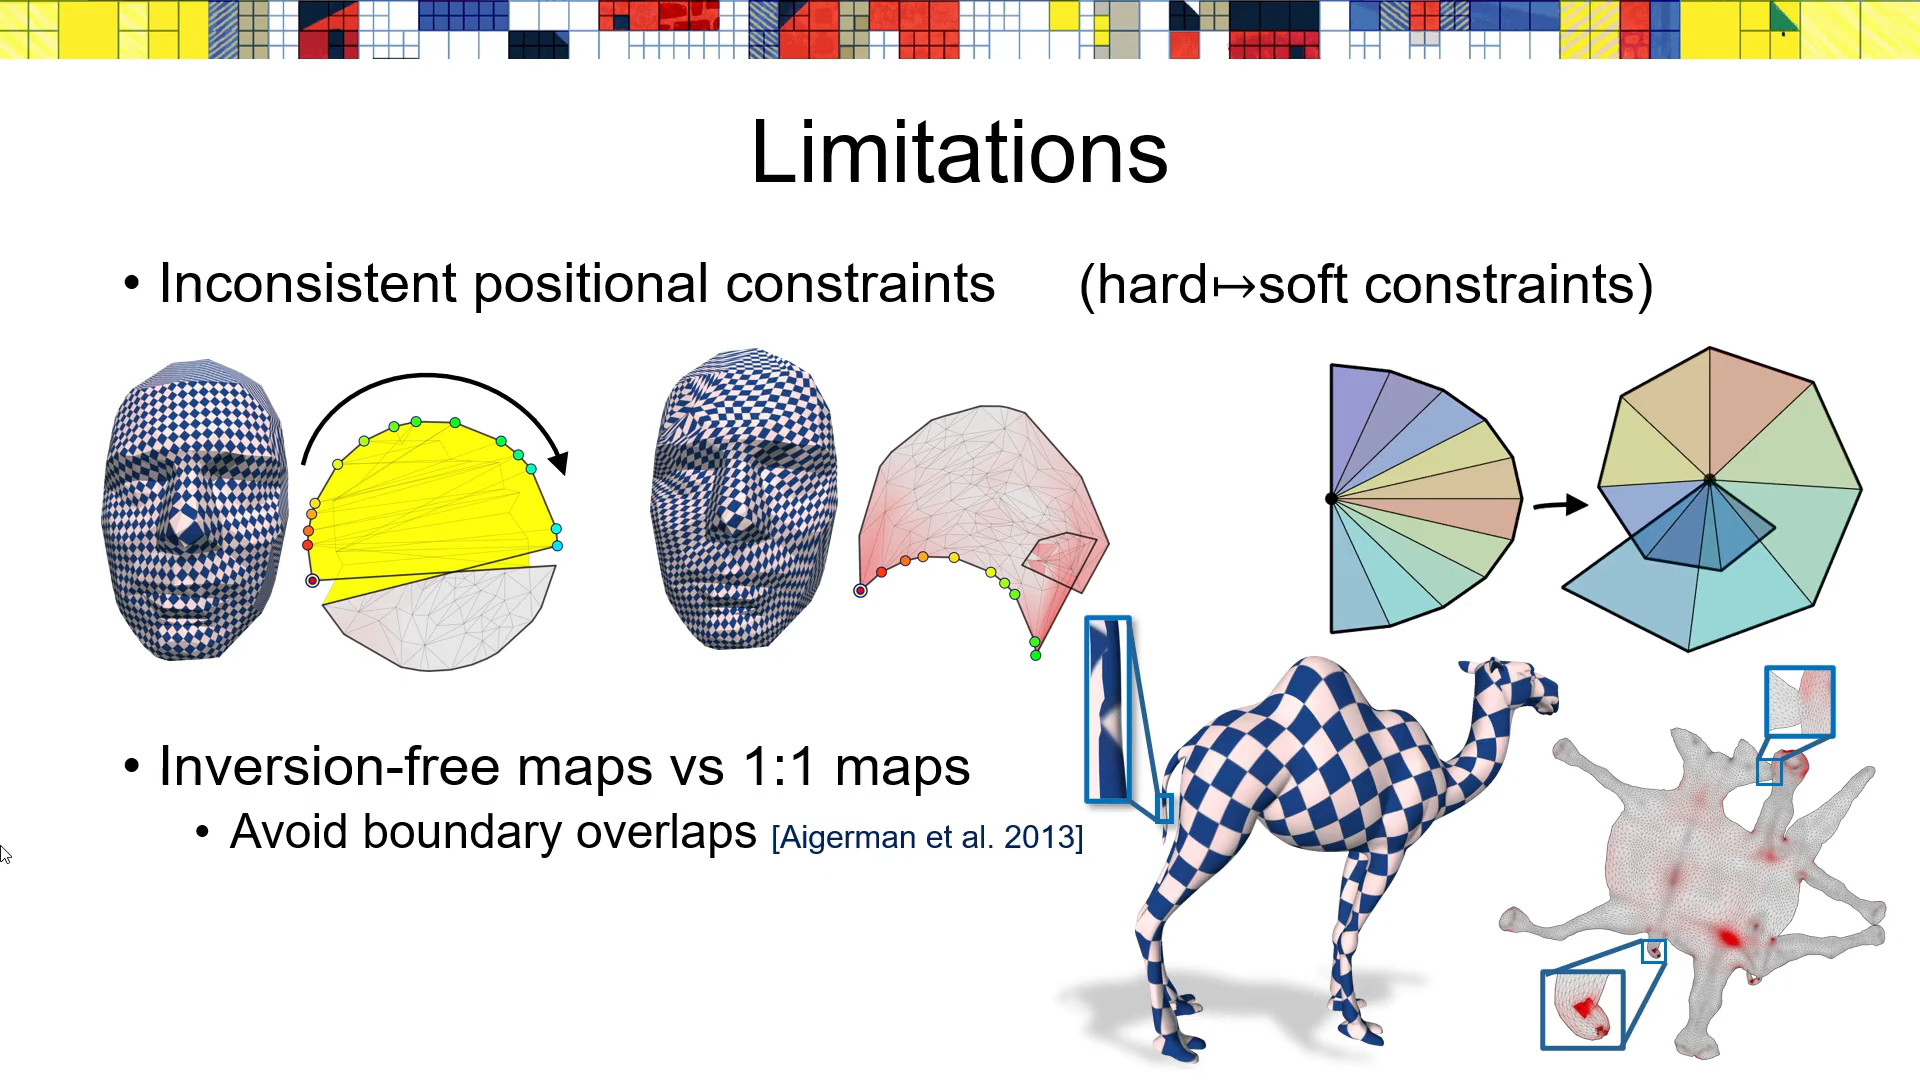 Limitations
• Inconsistent positional constraints (hard↦soft constraints)
• Inversion-free maps vs 1:1 maps
• Avoid boundary overlaps [Aigerman et al. 2013]